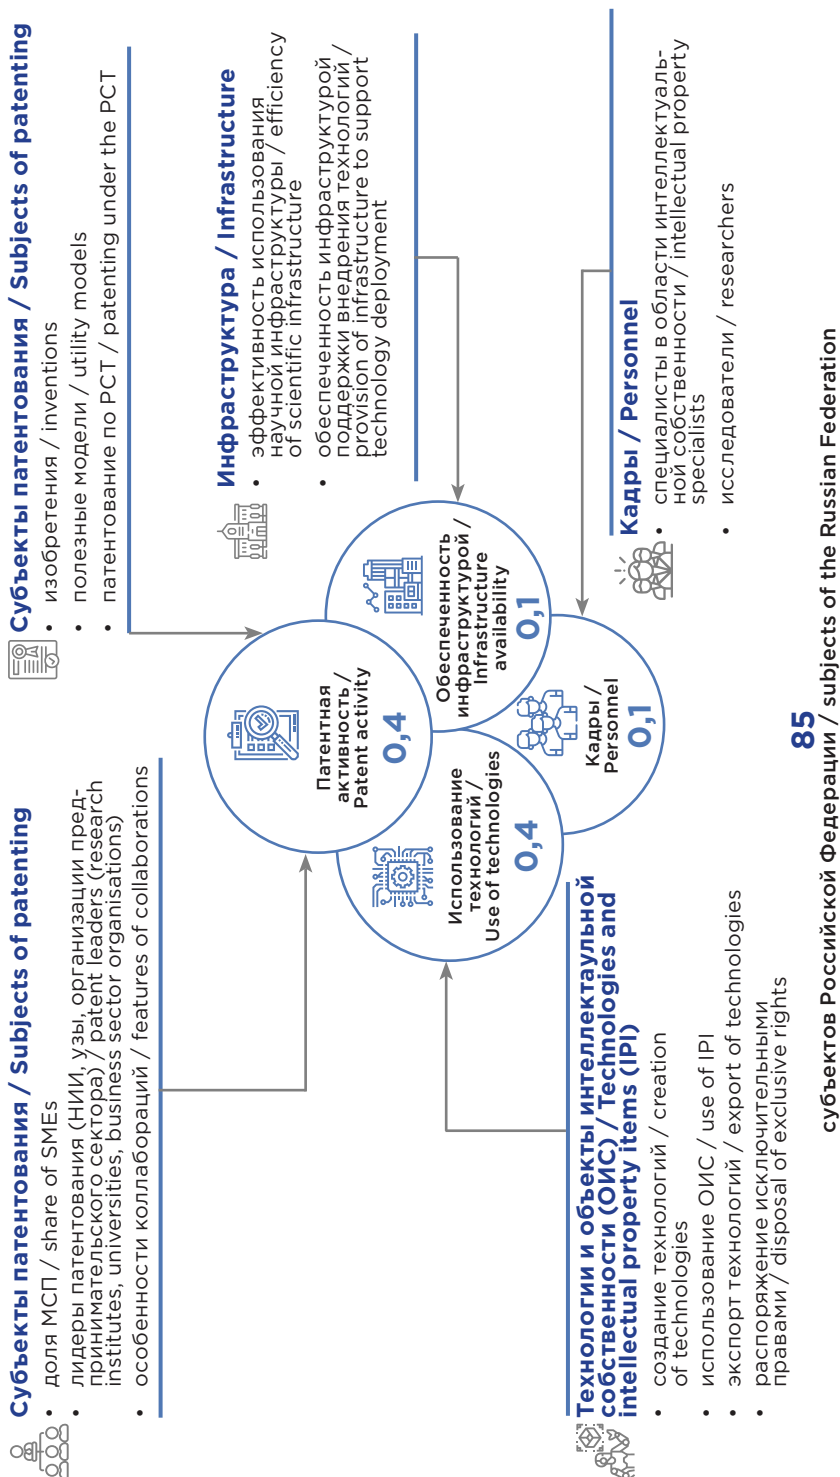 Субъекты патентования / Subjects of patenting
• доля МСП / share of SMEs
• лидеры патентования (НИИ, узы, организации пред-
принимательского сектора) / patent leaders (research
institutes, universities, business sector organisations)
• особенности коллабораций / features of collaborations
Субъекты патентования / Subjects of patenting
• изобретения / inventions
• полезные модели / utility models
• патентование по PCT / patenting under the PCT
Патентная
активность /
Patent activity
0,4
Инфраструктура / Infrastructure
• эффективность использования
научной инфраструктуры / efficiency
of scientific infrastructure
• обеспеченность инфраструктурой
поддержки внедрения технологий /
provision of infrastructure to support
technology deployment
Использование
технологий /
Use of technologies
0,4
Обеспеченность
инфраструктурой /
Infrastructure
availability
0,1
Кадры /
Personnel
0,1
Технологии и объекты интеллектаульной
собственности (ОИС) / Technologies and
intellectual property items (IPI)
• создание технологий / creation
of technologies
• использование ОИС / use of IPI
• экспорт технологий / export of technologies
• распоряжение исключительными
правами / disposal of exclusive rights
Кадры / Personnel
• специалисты в области интеллектуаль-
ной собственности / intellectual property
specialists
• исследователи / researchers
85
субъектов Российской Федерации / subjects of the Russian Federation